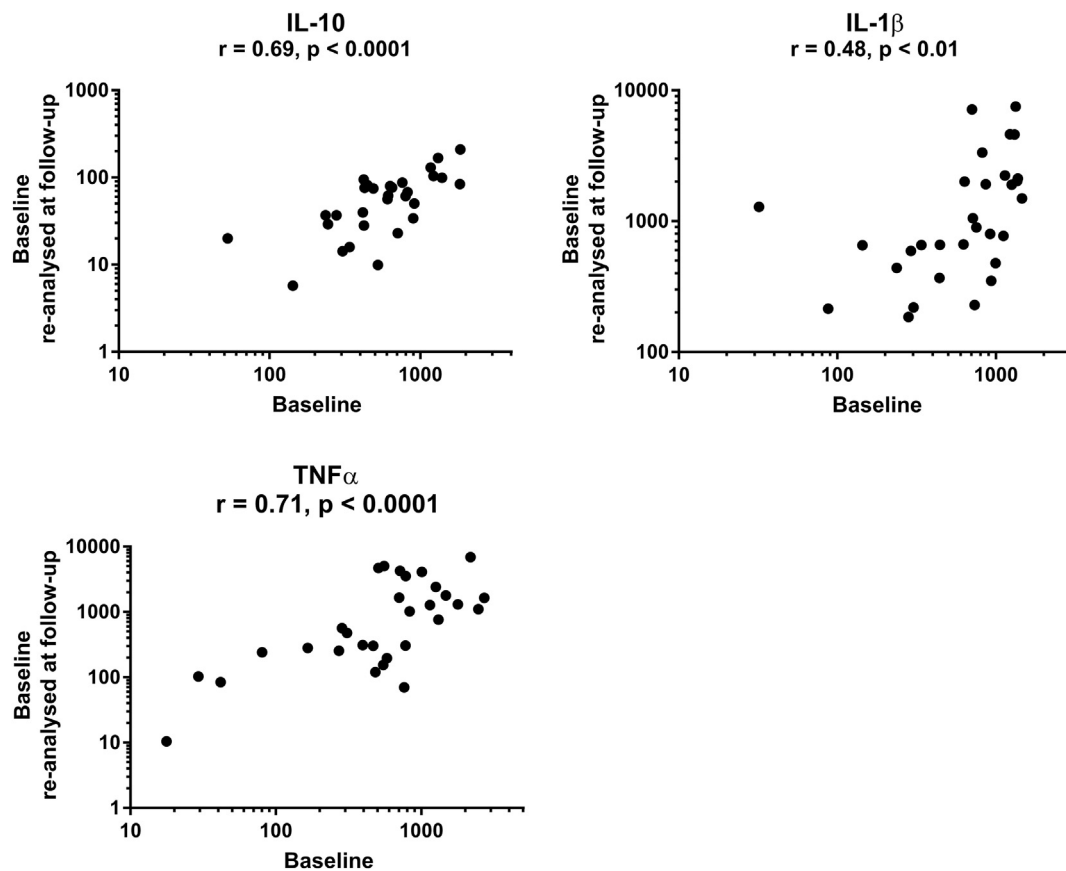 IL-10
r = 0.69, p < 0.0001
Baseline
re-analysed at follow-up
1000
100
10
1
10
100
1000
Baseline
IL-1β
r = 0.48, p < 0.01
Baseline
re-analysed at follow-up
10000
1000
100
10
100
1000
Baseline
TNFα
r = 0.71, p < 0.0001
Baseline
re-analysed at follow-up
10000
1000
100
10
1
10
100
1000
Baseline